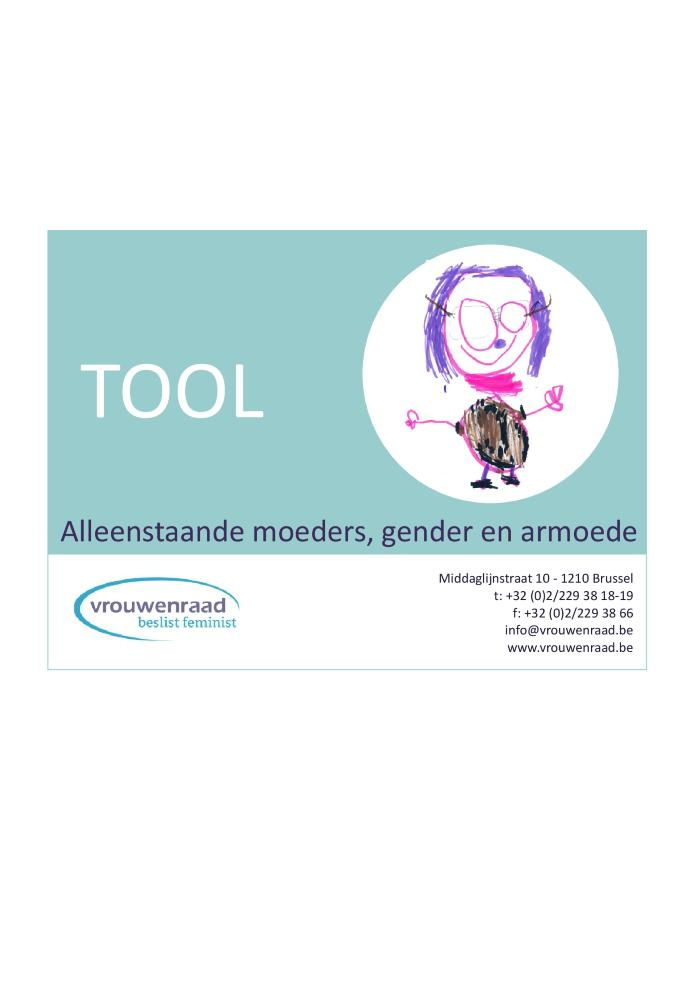 TOOL
Alleenstaande moeders, gender en armoede
vrouwenraad
beslist feminist
Middaglijnstraat 10 - 1210 Brussel
t: +32 (0)2/229 38 18-19
f: +32 (0)2/229 38 66
info@vrouwenraad.be
www.vrouwenraad.be